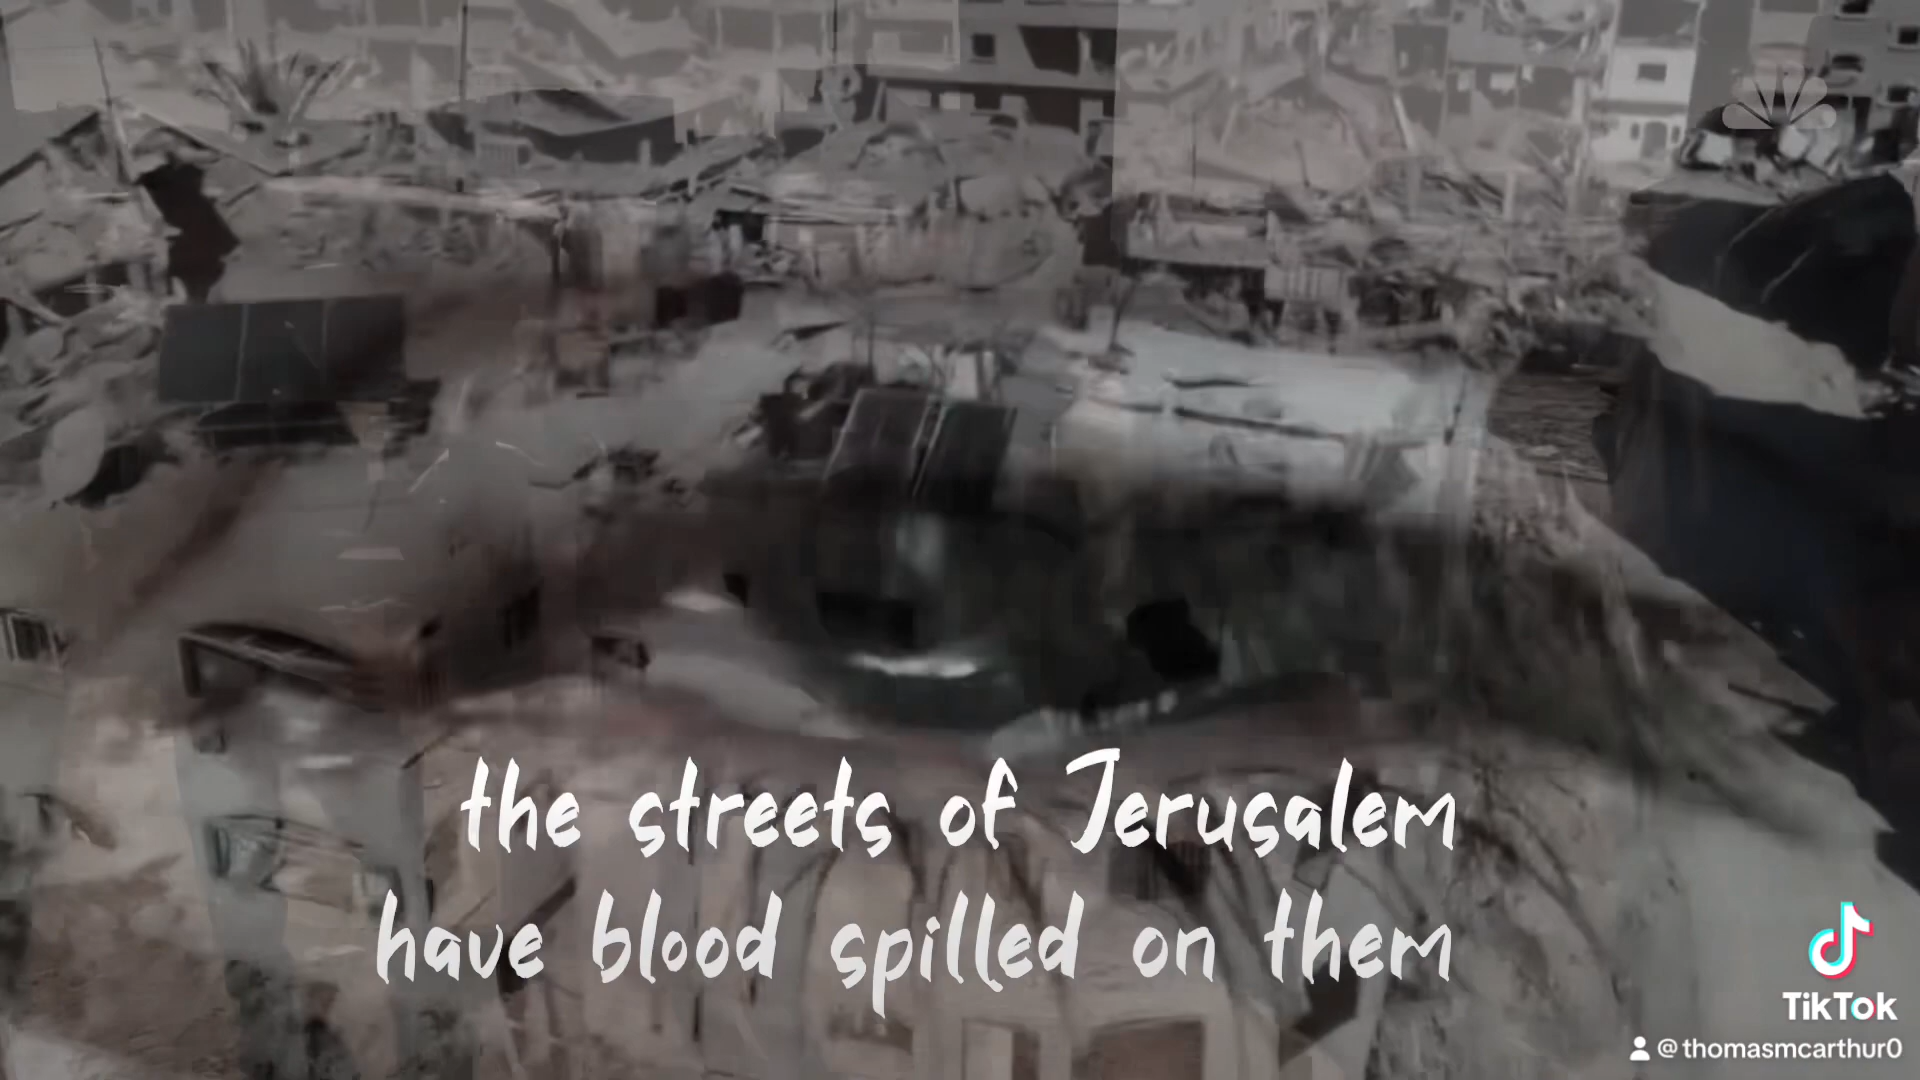 the streets of Jerusalem
have blood spilled on them
TikTok
@thomasmcarthur0